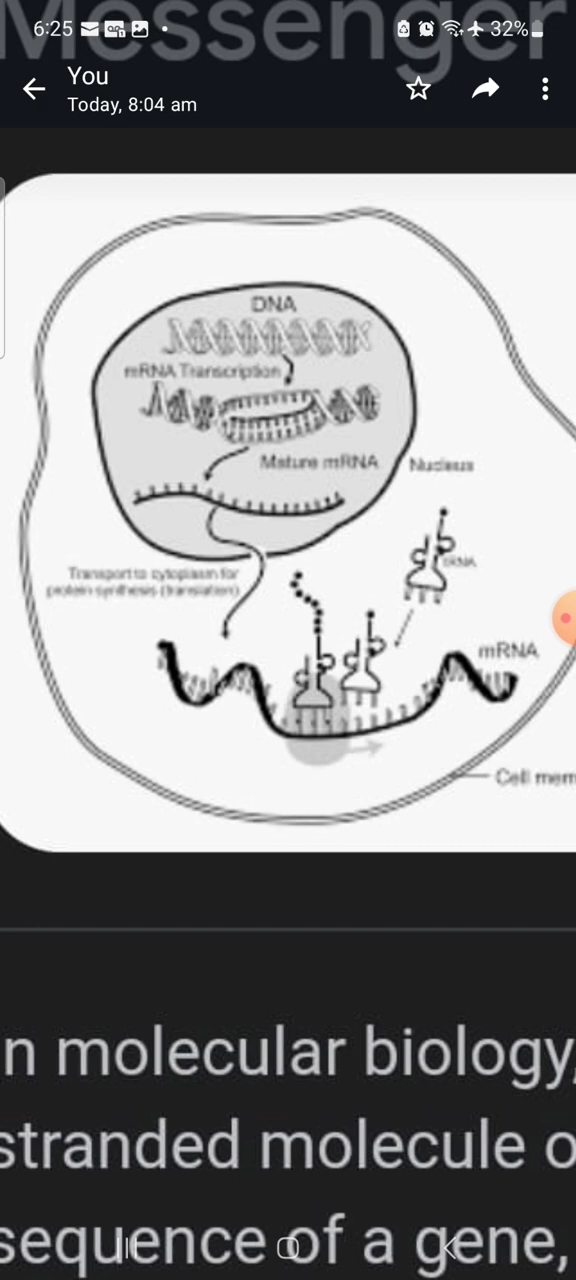 Messenger
6:25
32%
You
Today, 8:04 am
DNA
mRNA Transcription
Mature mRNA
Nucleus
tRNA
Transport to cytoplasm for
protein synthesis (translation)
mRNA
Cell mem
n molecular biology,
stranded molecule o
sequence of a gene,